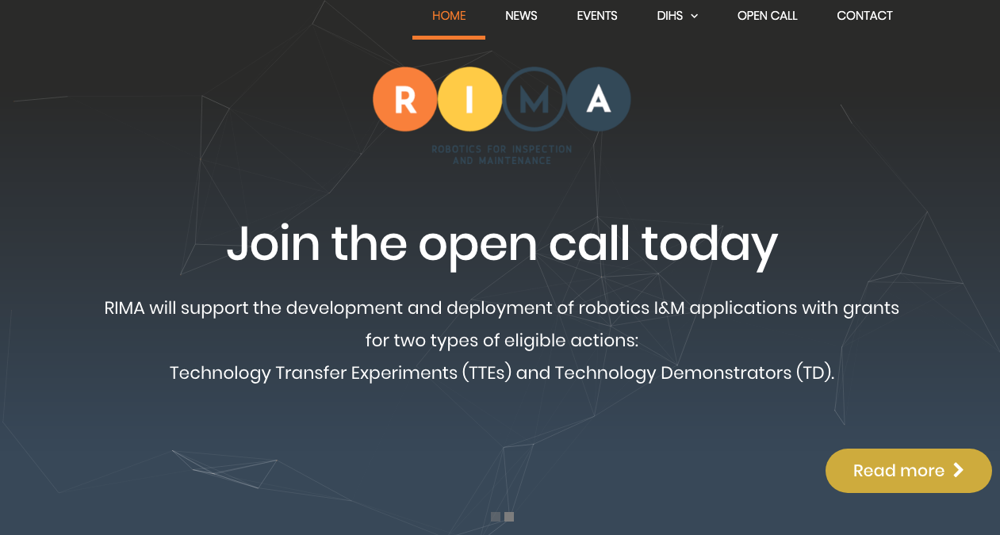 HOME NEWS EVENTS DIHS OPEN CALL CONTACT
RIMA
ROBOTICS FOR INSPECTION
AND MAINTENANCE
Join the open call today
RIMA will support the development and deployment of robotics I&M applications with grants
for two types of eligible actions:
Technology Transfer Experiments (TTEs) and Technology Demonstrators (TD).
Read more